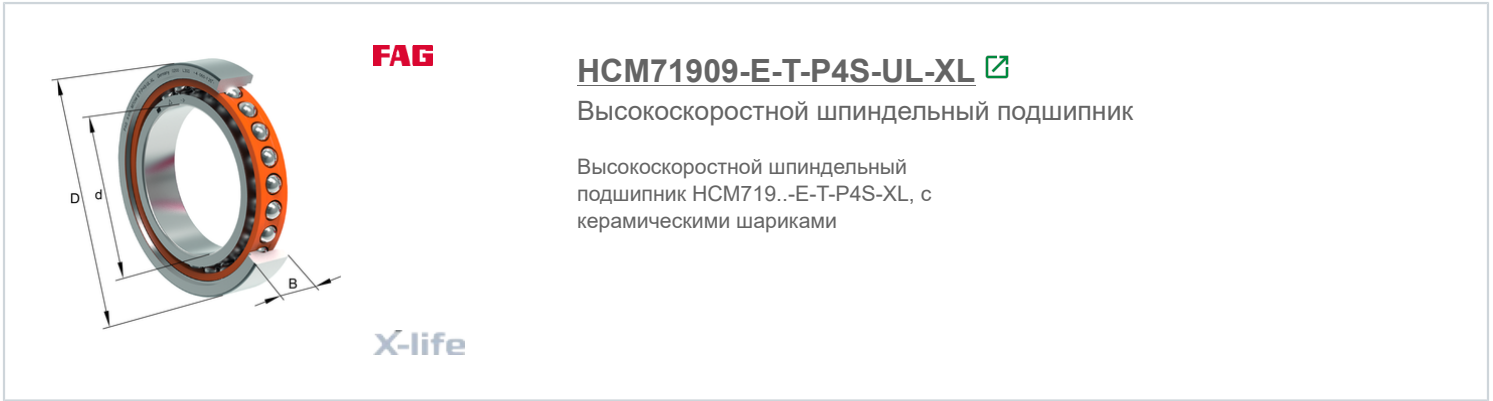 FAG
HCM71909-E-T-P4S-UL-XL
Высокоскоростной шпиндельный подшипник
Высокоскоростной шпиндельный
подшипник HCM719..-E-T-P4S-XL, с
керамическими шариками
D
d
B
X-life